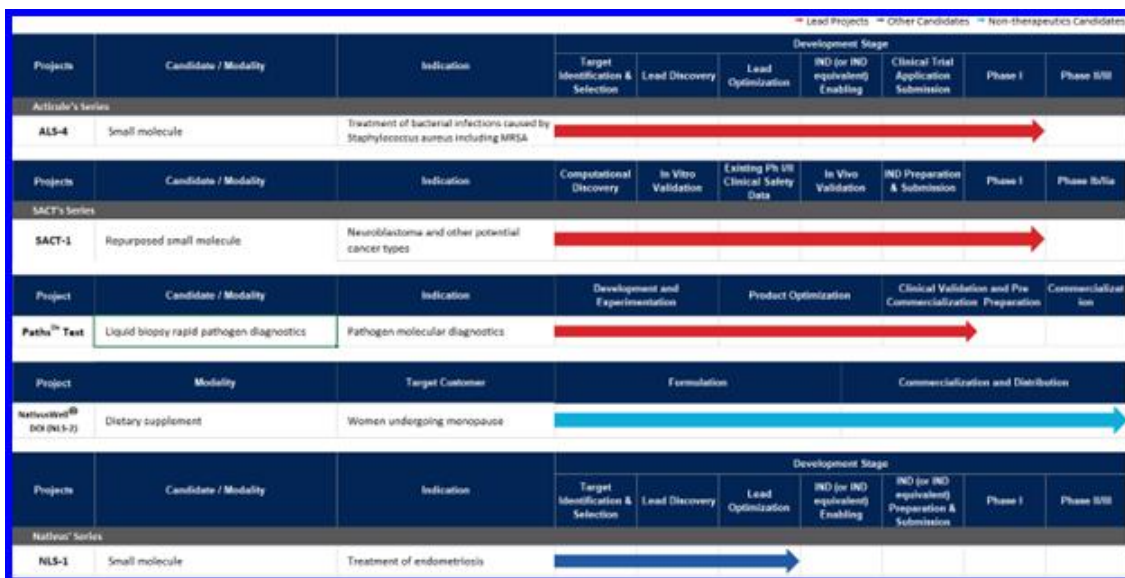 Lead Projects Other Candidates Non-therapeutics Candidates
Development Stage
Projects Candidate / Modality Indication Target Identification & Selection Lead Discovery Lead Optimization IND (or IND equivalent) Enabling Clinical Trial Application Submission Phase I Phase II/III
Acticule's Series
ALS-4 Small molecule Treatment of bacterial infections caused by
Staphylococcus aureus including MRSA
Projects Candidate / Modality Indication Computational Discovery In Vitro Validation Existing Ph I/II Clinical Safety Data In Vivo Validation IND Preparation & Submission Phase I Phase Ib/IIa
SACT's Series
SACT-1 Repurposed small molecule Neuroblastoma and other potential
cancer types
Project Candidate / Modality Indication Development and Experimentation Product Optimization Clinical Validation and Pre Commercialization Preparation Commercializat
ion
Paths Test Liquid biopsy rapid pathogen diagnostics Pathogen molecular diagnostics
Project Modality Target Customer Formulation Commercialization and Distribution
NativusWell®
DOI (NLS-2) Dietary supplement Women undergoing menopause
Development Stage
Projects Candidate / Modality Indication Target Identification & Selection Lead Discovery Lead Optimization IND (or IND equivalent) Enabling IND (or IND equivalent) Preparation & Submission Phase I Phase II/III
Nativus' Series
NLS-1 Small molecule Treatment of endometriosis